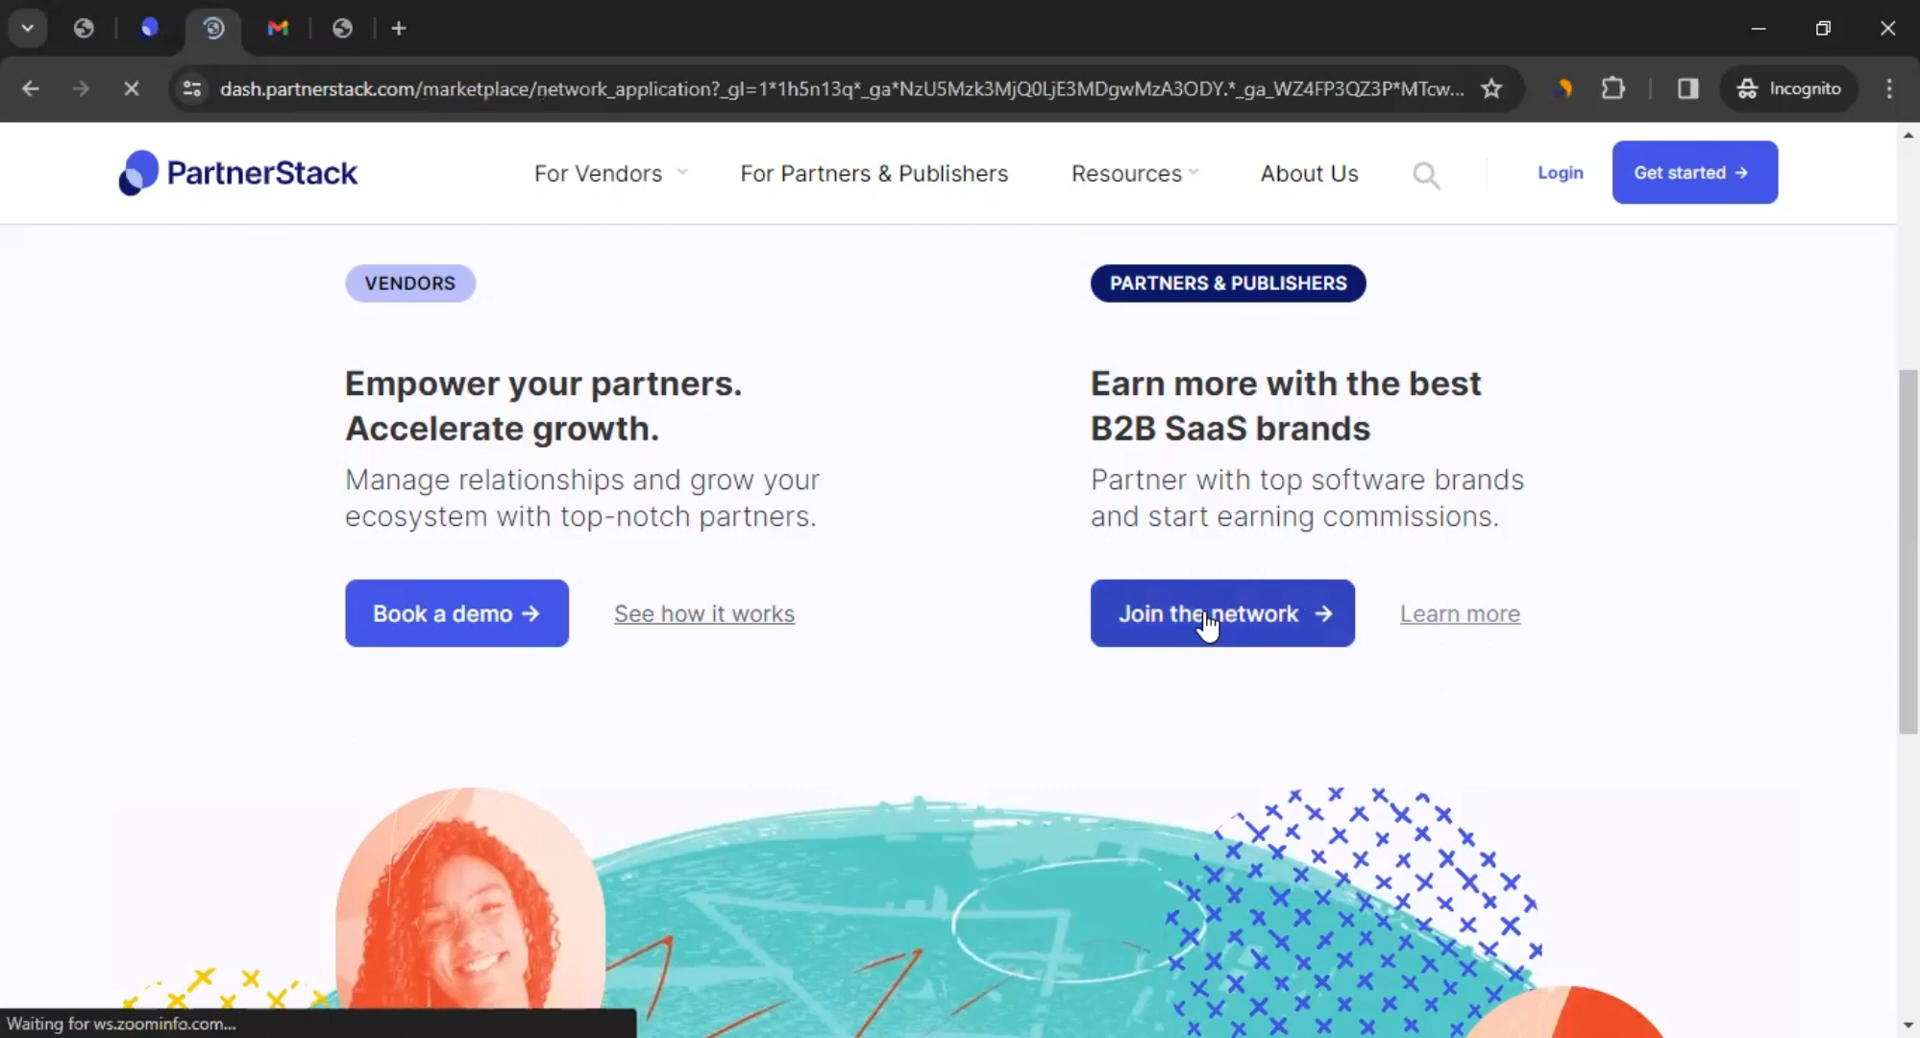 dash.partnerstack.com/marketplace/network_application?_gl=1*1h5n13q*_ga*NzU5Mzk3MjQ0LjE3MDgwMzA3ODY.*_ga_WZ4FP3QZ3P*MTcw...
Incognito
PartnerStack
For Vendors
For Partners & Publishers
Resources
About Us
Login
Get started →
VENDORS
Empower your partners.
Accelerate growth.
Manage relationships and grow your
ecosystem with top-notch partners.
Book a demo →
See how it works
PARTNERS & PUBLISHERS
Earn more with the best
B2B SaaS brands
Partner with top software brands
and start earning commissions.
Join the network →
Learn more
Waiting for ws.zoominfo.com...